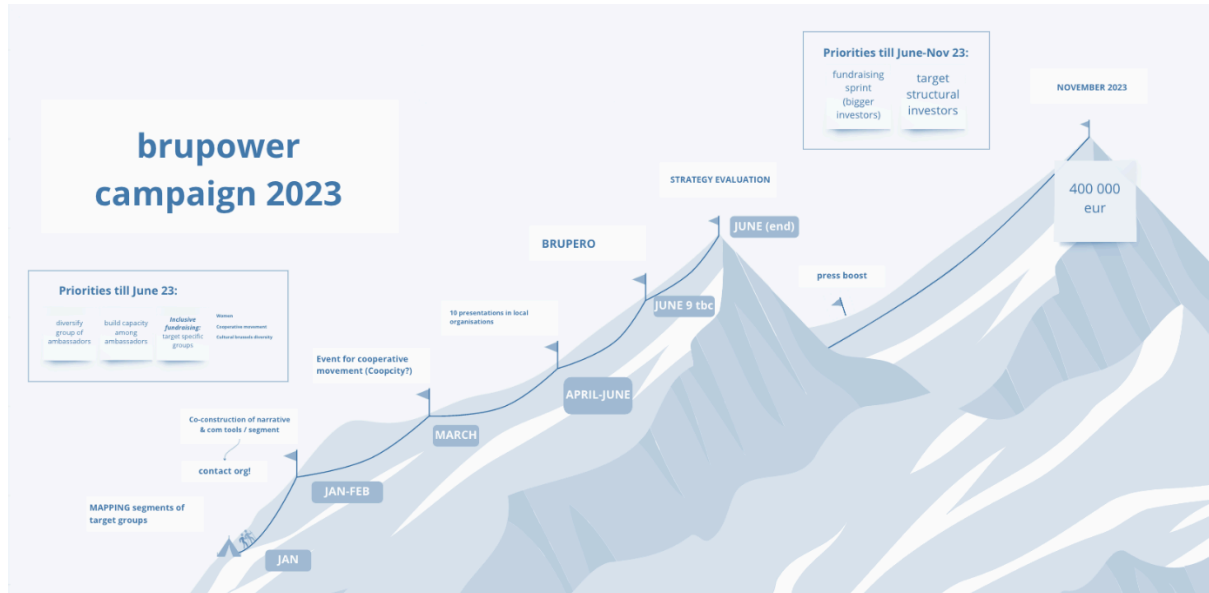 brupower
campaign 2023
Priorities till June 23:
diversify
group of
ambassadors
build capacity
among
ambassadors
Inclusive
fundraising:
target specific
groups
Women
Cooperative movement
Cultural brussels diversity
MAPPING segments of
target groups
JAN
Co-construction of narrative
& com tools / segment
contact org!
JAN-FEB
Event for cooperative
movement (Coopcity?)
MARCH
10 presentations in local
organisations
APRIL-JUNE
BRUPERO
JUNE 9 tbc
STRATEGY EVALUATION
JUNE (end)
Priorities till June-Nov 23:
fundraising
sprint
(bigger
investors)
target
structural
investors
press boost
NOVEMBER 2023
400 000
eur